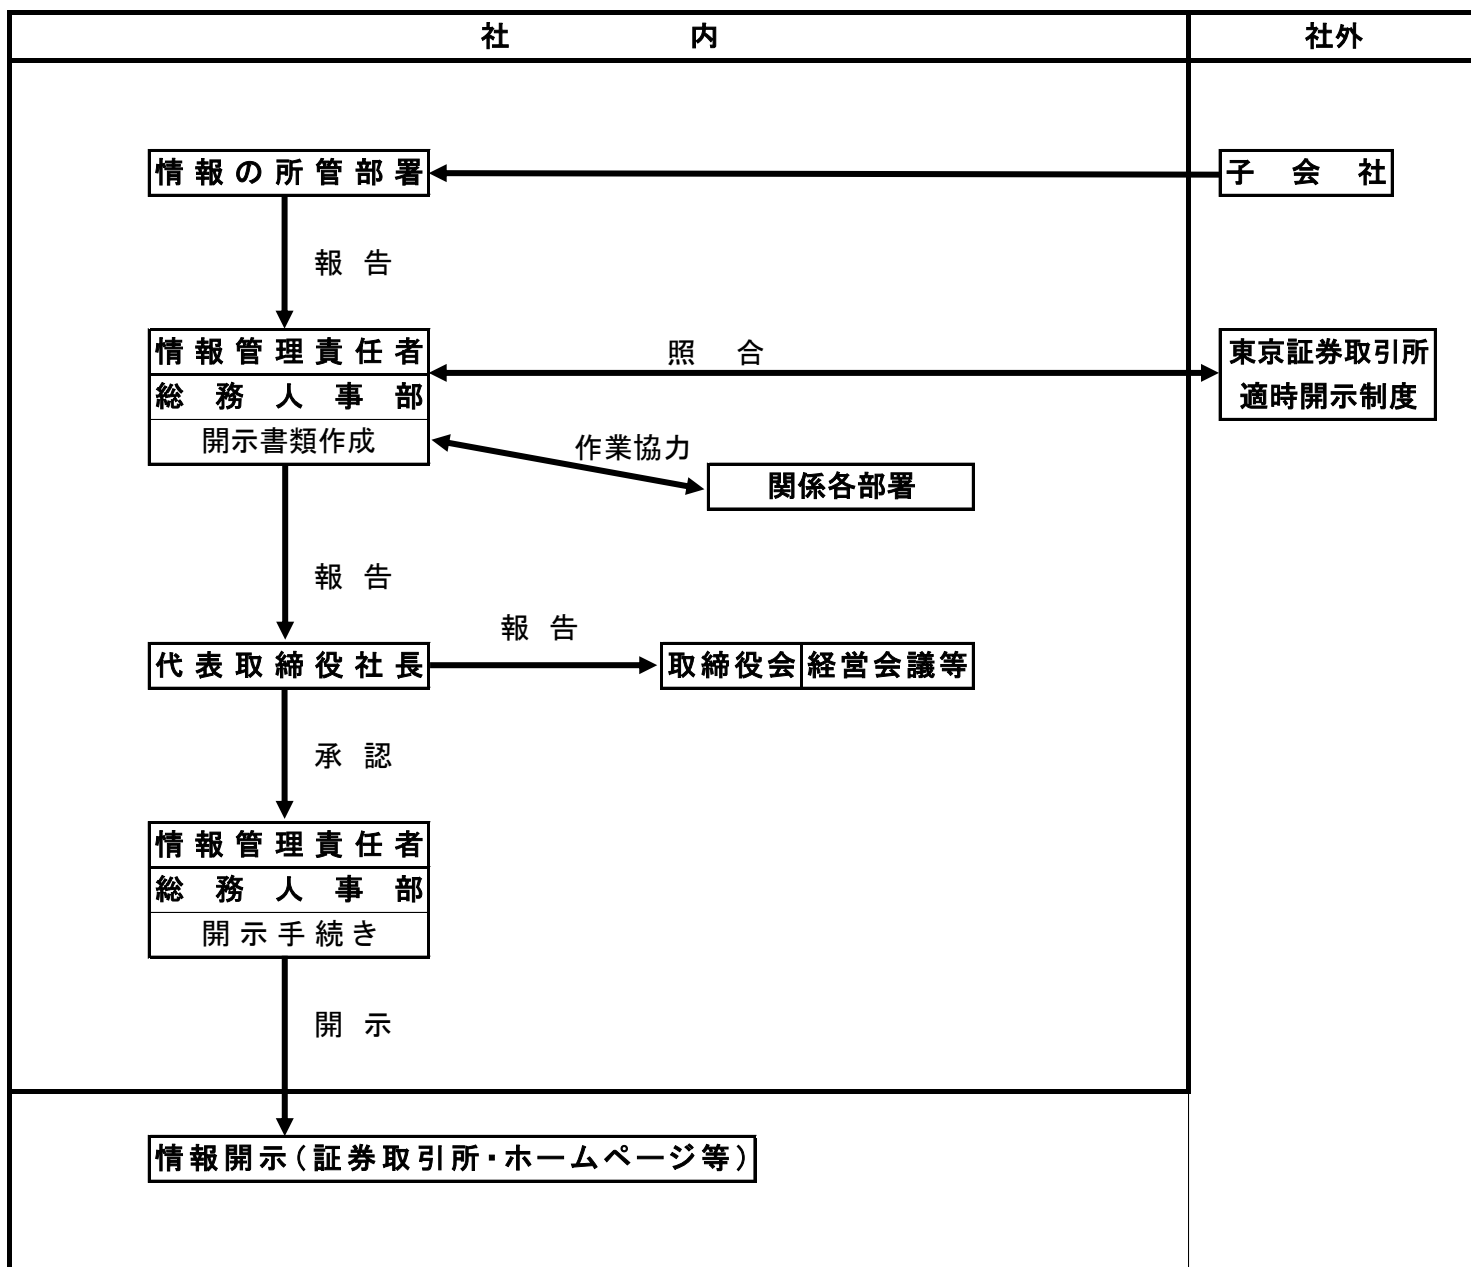 社 内
社外
情報の所管部署
子会社
報告
情報管理責任者
総務人事部
開示書類作成
照合
東京証券取引所
適時開示制度
作業協力
関係各部署
報告
報告
代表取締役社長
取締役会
経営会議等
承認
情報管理責任者
総務人事部
開示手続き
開示
情報開示(証券取引所・ホームページ等)